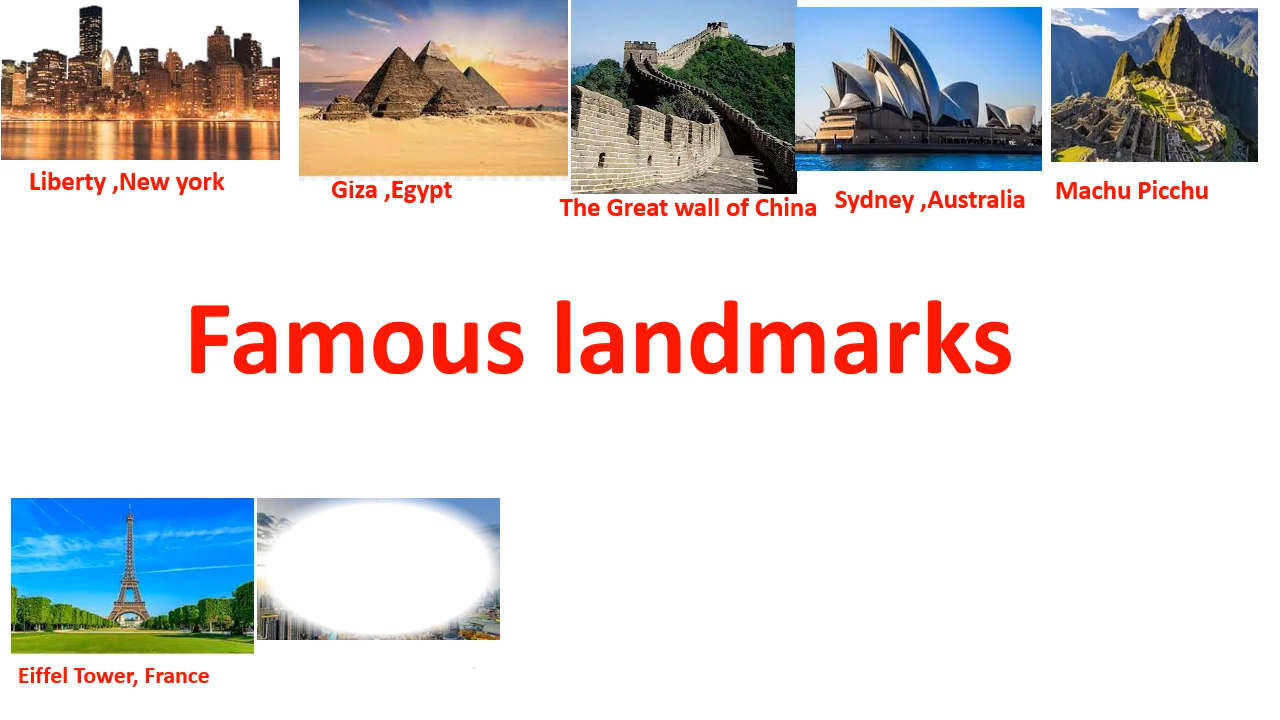 Liberty ,New york
Giza ,Egypt
The Great wall of China
Sydney ,Australia
Machu Picchu
Famous landmarks
Eiffel Tower, France